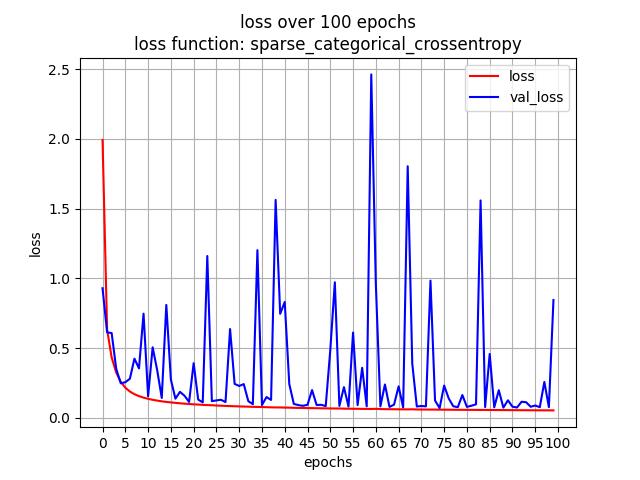 loss over 100 epochs
loss function: sparse_categorical_crossentropy
loss
val_loss
2.5
2.0
1.5
1.0
0.5
0.0
loss
0 5 10 15 20 25 30 35 40 45 50 55 60 65 70 75 80 85 90 95 100
epochs